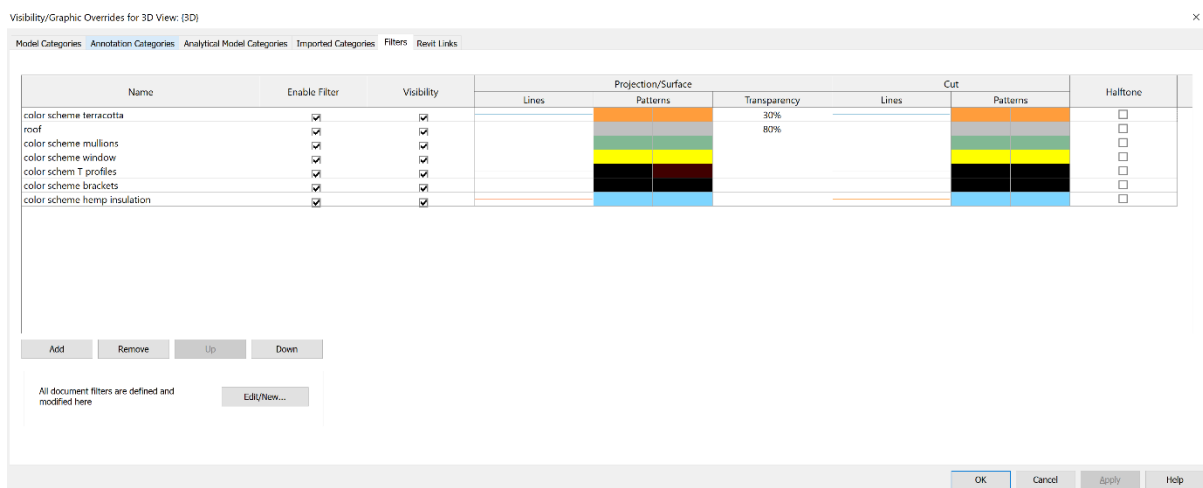 Visibility/Graphic Overrides for 3D View: {3D}
Model Categories Annotation Categories Analytical Model Categories Imported Categories Filters Revit Links
Name Enable Filter Visibility Projection/Surface Cut Halftone
Lines Patterns Transparency Lines Patterns
color scheme terracotta 30%
roof 80%
color scheme mullions
color scheme window
color schem T profiles
color scheme brackets
color scheme hemp insulation
Add Remove Up Down
All document filters are defined and
modified here
Edit/New...
OK Cancel Apply Help